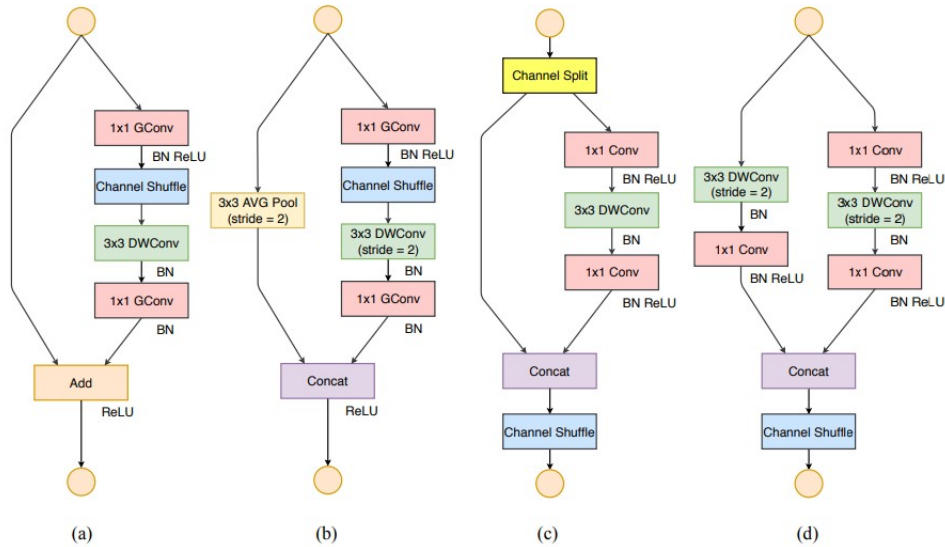 1x1 GConv
BN ReLU
Channel Shuffle
3x3 DWConv
BN
1x1 GConv
BN
Add
ReLU
(a)
1x1 GConv
BN ReLU
3x3 AVG Pool
(stride = 2)
Channel Shuffle
3x3 DWConv
(stride = 2)
BN
1x1 GConv
BN
Concat
ReLU
(b)
Channel Split
1x1 Conv
BN ReLU
3x3 DWConv
BN
1x1 Conv
BN ReLU
Concat
Channel Shuffle
(c)
3x3 DWConv
(stride = 2)
BN
1x1 Conv
BN ReLU
1x1 Conv
BN ReLU
3x3 DWConv
(stride = 2)
BN
1x1 Conv
BN ReLU
Concat
Channel Shuffle
(d)